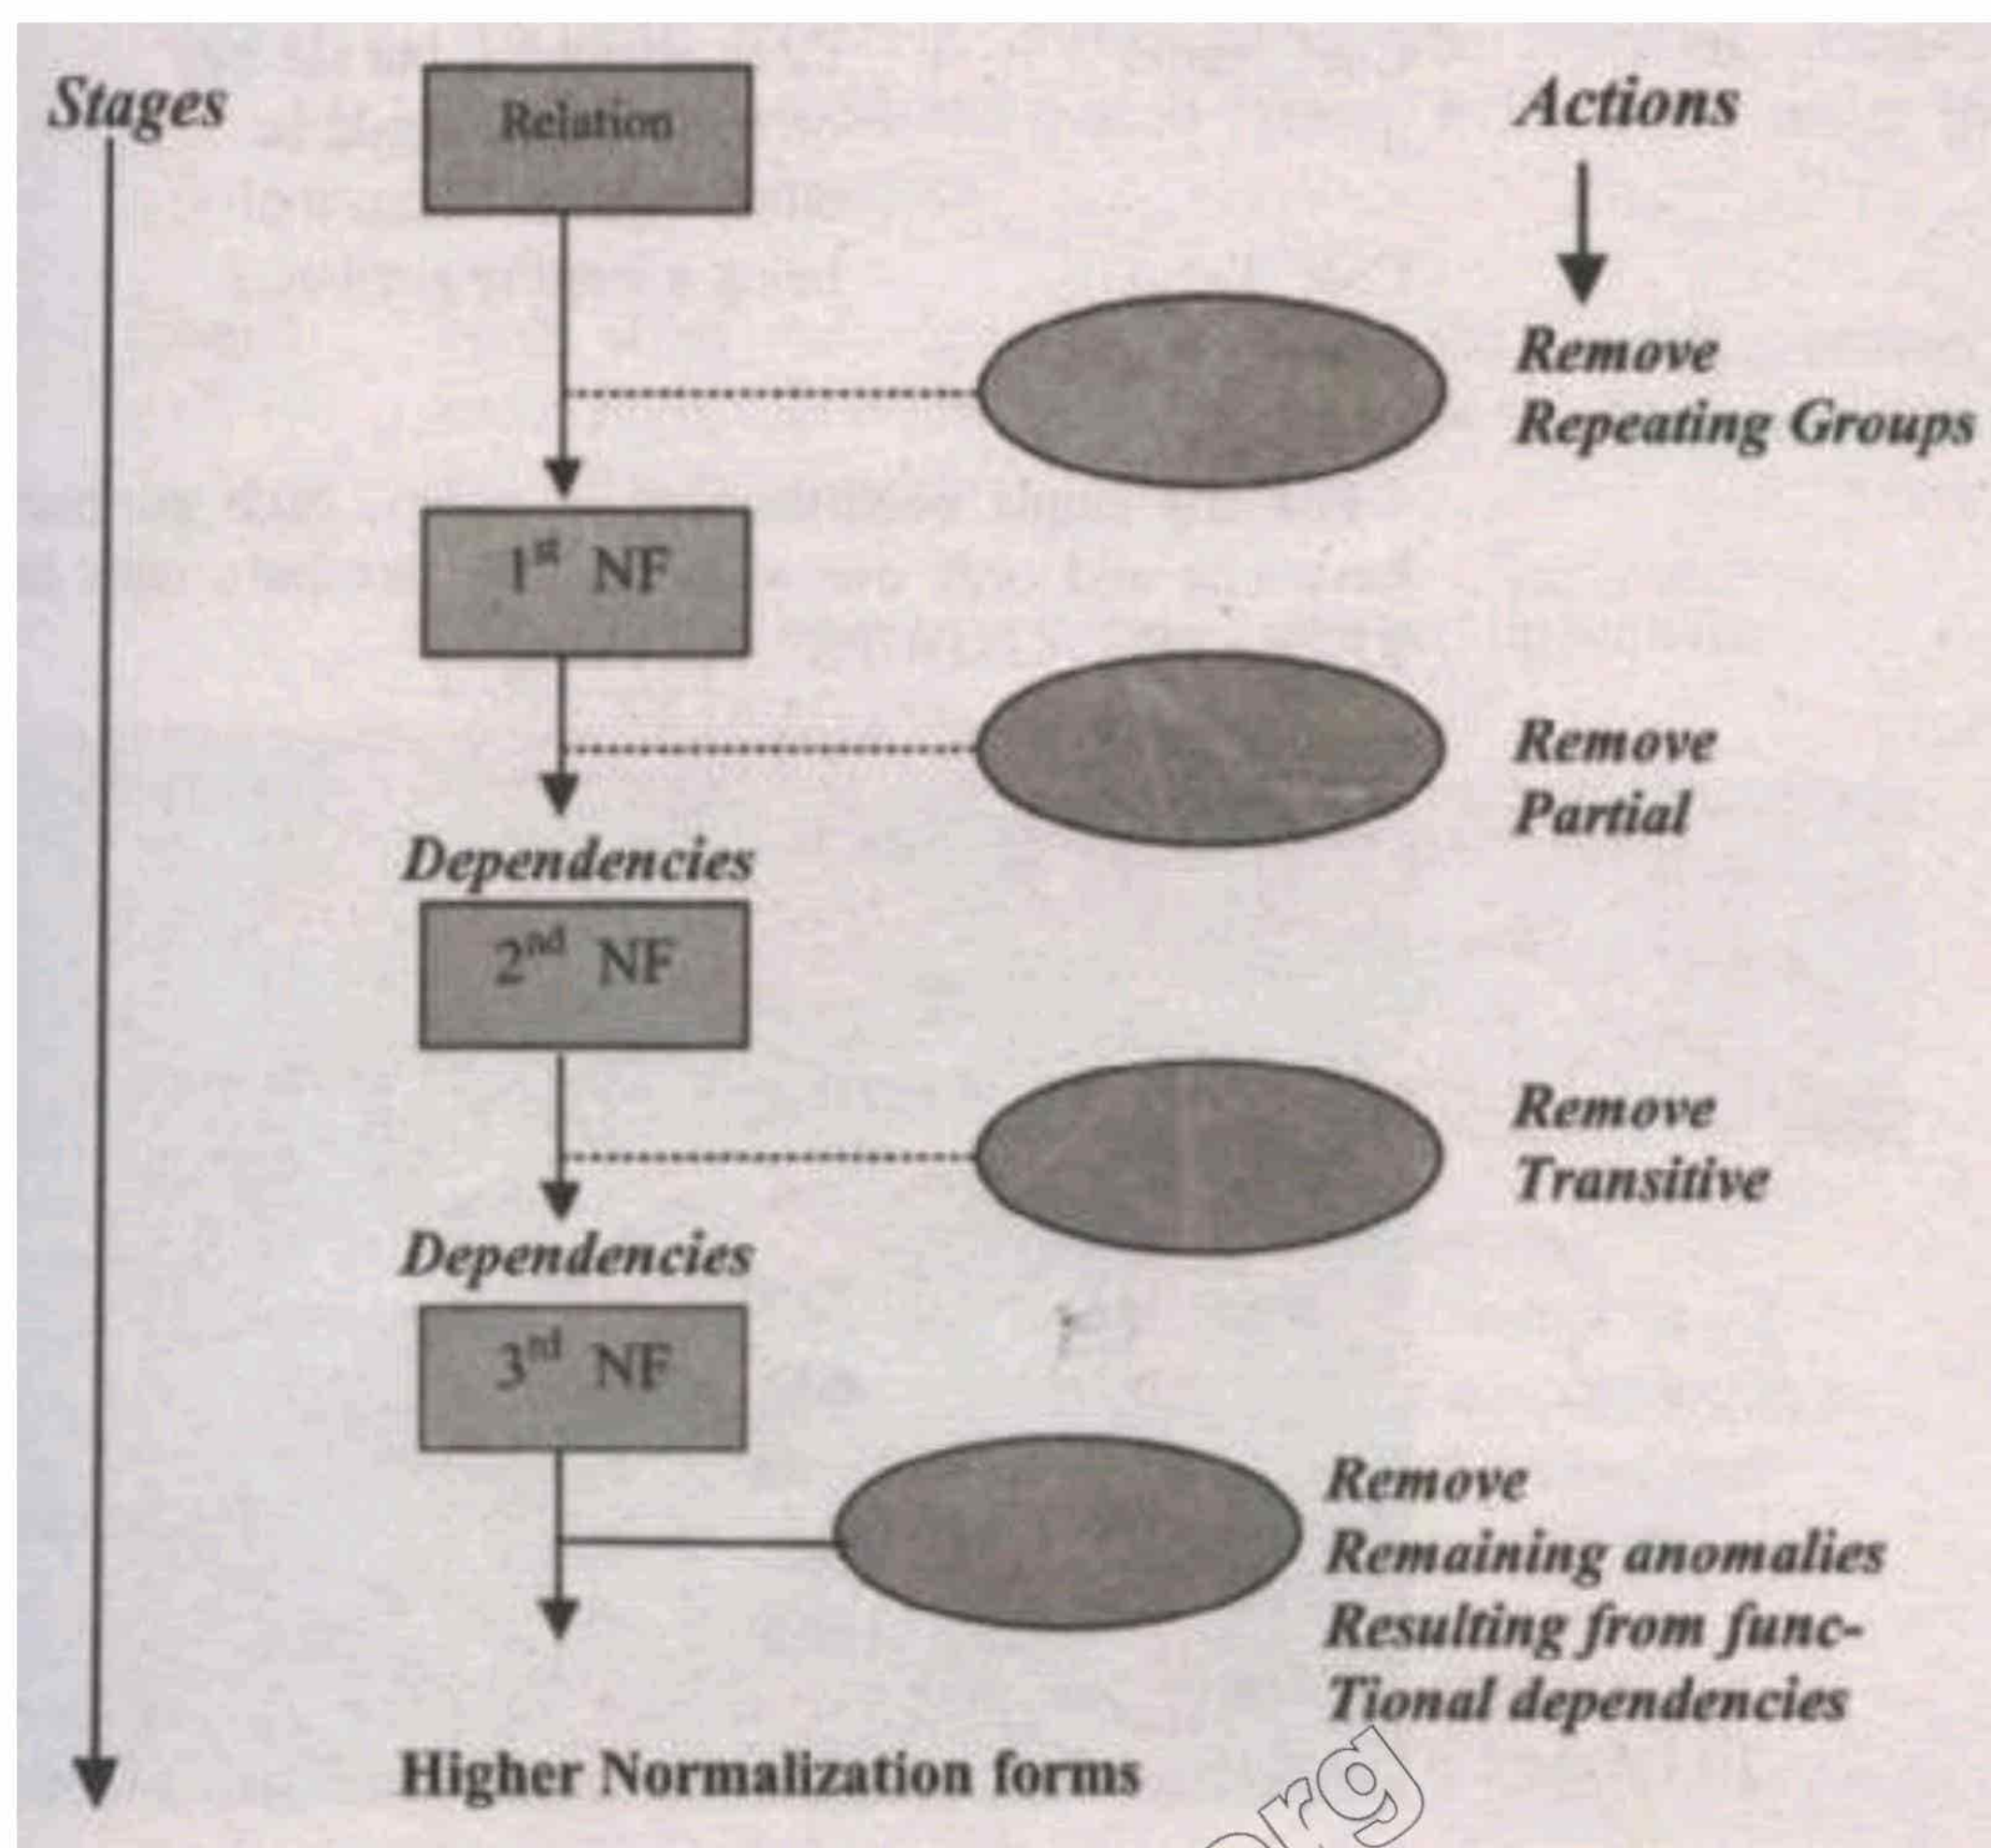 Stages
Relation
Actions
Remove
Repeating Groups
1st NF
Remove
Partial
Dependencies
2nd NF
Remove
Transitive
Dependencies
3rd NF
Remove
Remaining anomalies
Resulting from func-
Tional dependencies
Higher Normalization forms
org